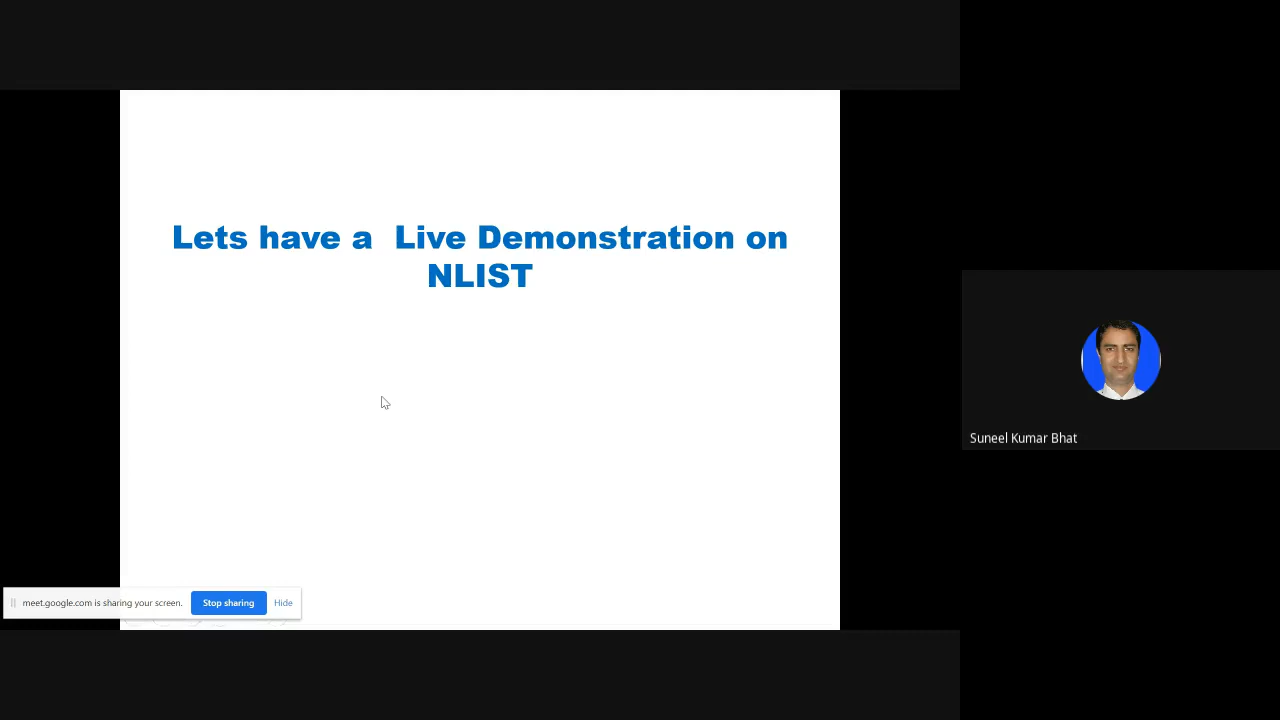 Lets have a  Live Demonstration on
NLIST
Suneel Kumar Bhat
meet.google.com is sharing your screen. Stop sharing Hide